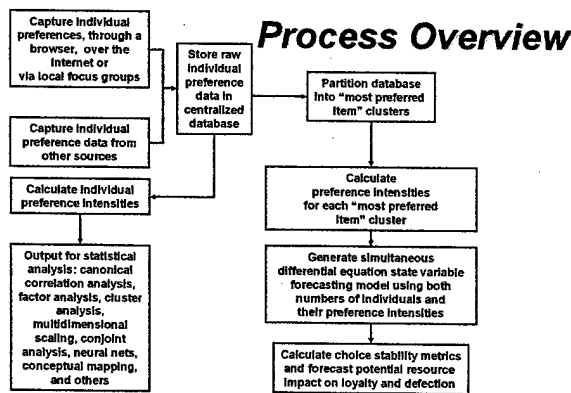 Process Overview
Capture individual
preferences, through a
browser, over the
Internet or
via local focus groups
Capture individual
preference data from
other sources
Store raw
individual
preference
data in
centralized
database
Calculate individual
preference intensities
Output for statistical
analysis: canonical
correlation analysis,
factor analysis, cluster
analysis,
multidimensional
scaling, conjoint
analysis, neural nets,
conceptual mapping,
and others
Partition database
into "most preferred
item" clusters
Calculate
preference intensities
for each "most preferred
item" cluster
Generate simultaneous
differential equation state variable
forecasting model using both
numbers of individuals and
their preference intensities
Calculate choice stability metrics
and forecast potential resource
impact on loyalty and defection